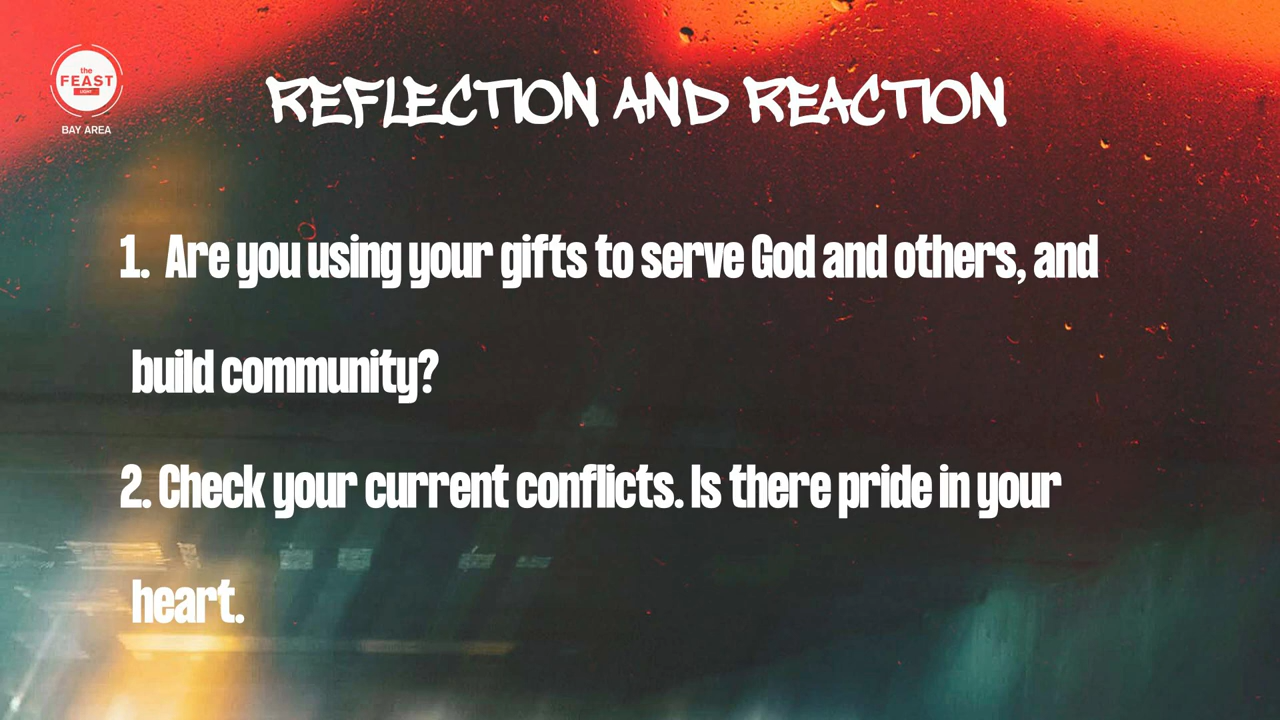 the
FEAST
LIGHT
BAY AREA
REFLECTION AND REACTION
1. Are you using your gifts to serve God and others, and
build community?
2. Check your current conflicts. Is there pride in your
heart.